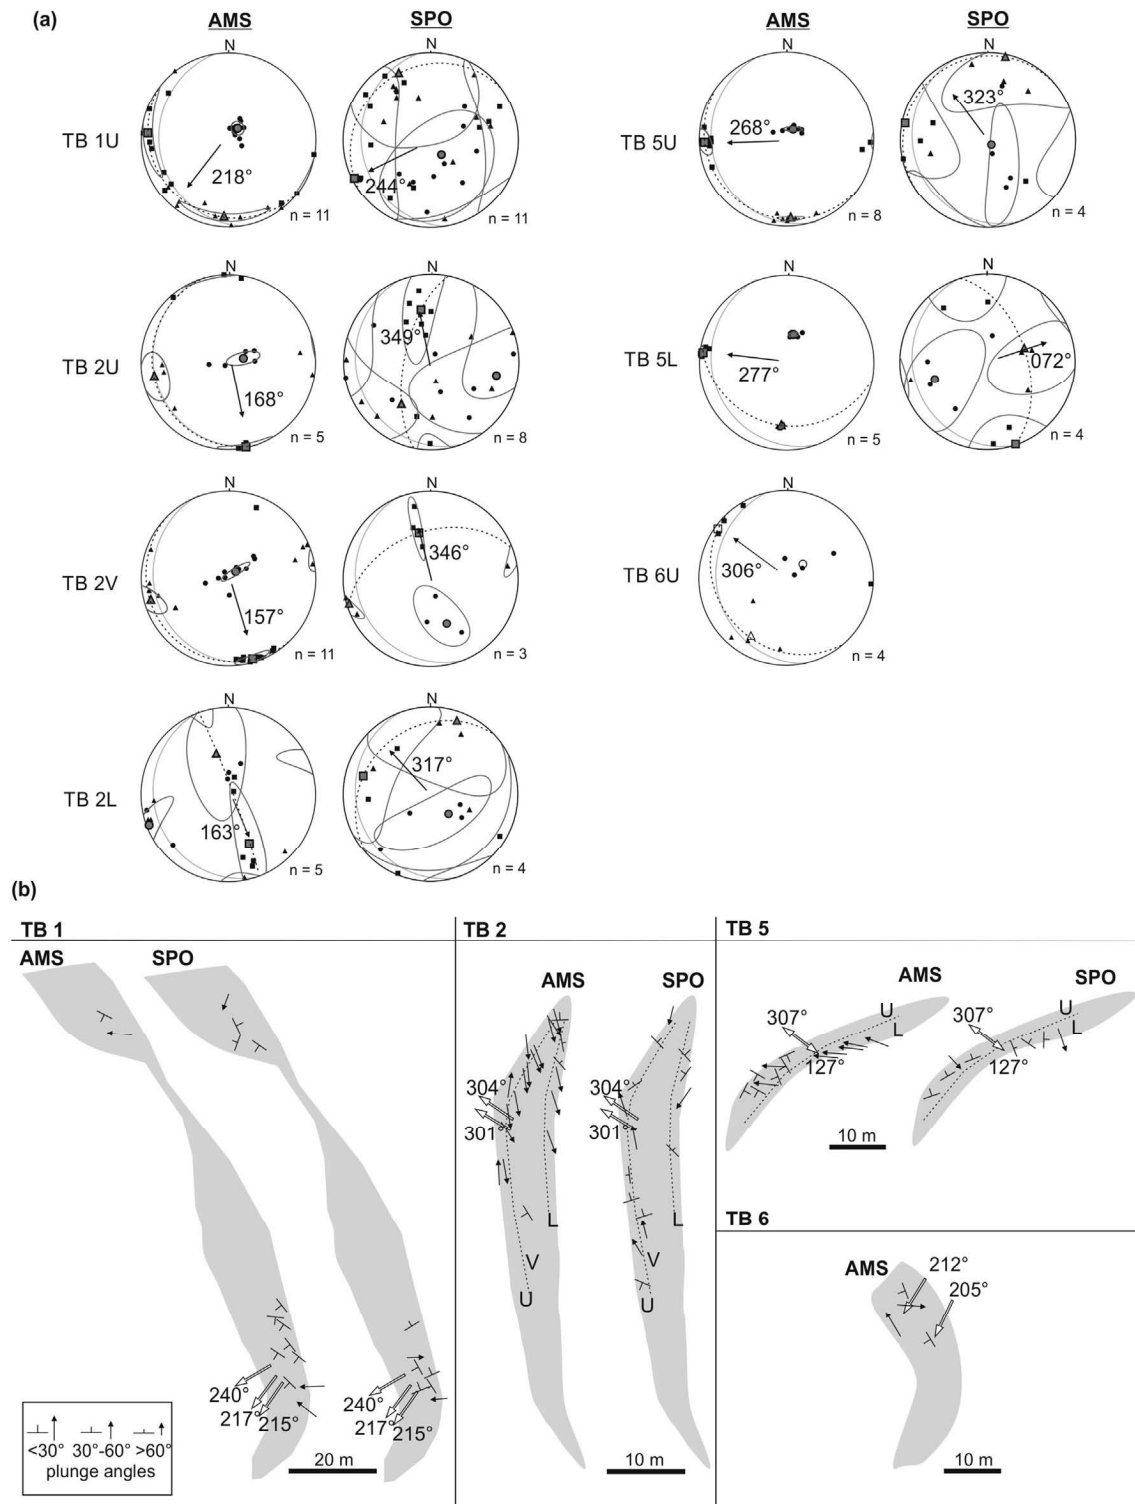 (a)
AMS SPO AMS SPO
N N N N
TB 1U 218° n = 11 244° n = 11 TB 5U 268° n = 8 323° n = 4
N N N N
TB 2U 168° n = 5 349° n = 8 TB 5L 277° n = 5 072° n = 4
N N N
TB 2V 157° n = 11 346° n = 3 TB 6U 306° n = 4
N N
TB 2L 163° n = 5 317° n = 4
(b)
TB 1 TB 2 TB 5
AMS SPO AMS SPO AMS SPO
U L U L
307° 127° 307° 127°
304° 304°
301° 301°
10 m
L L
V V
U U
TB 6
AMS
212°
205°
240° 240°
217° 215° 217° 215°
<30° 30°-60° >60°
plunge angles
20 m 10 m 10 m